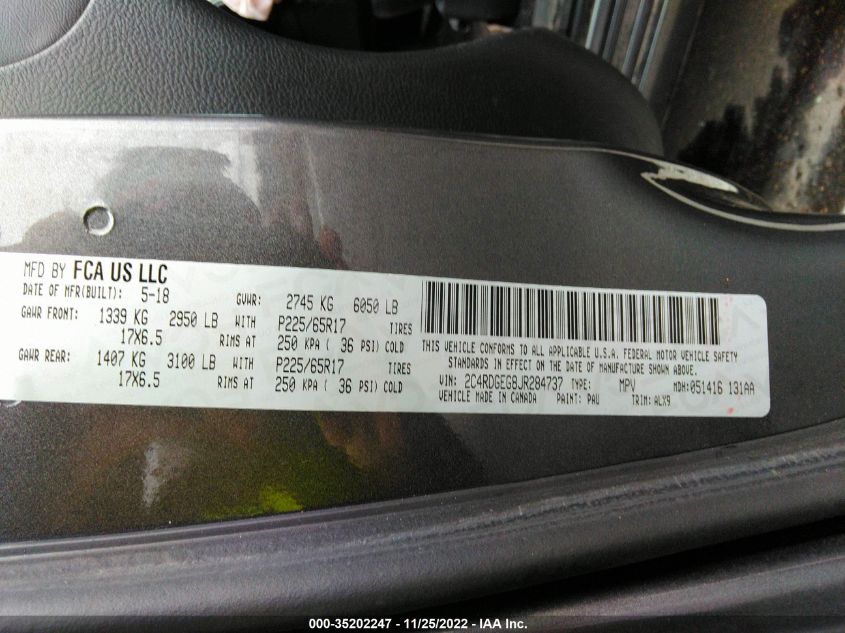 MFD BY FCA US LLC
DATE OF MFR(BUILT): 5-18 GVWR: 2745 KG 6050 LB
GAWR FRONT: 1339 KG 2950 LB WITH P225/65R17 TIRES
17X6.5 RIMS AT 250 KPA ( 36 PSI) COLD
GAWR REAR: 1407 KG 3100 LB WITH P225/65R17 TIRES
17X6.5 RIMS AT 250 KPA ( 36 PSI) COLD
THIS VEHICLE CONFORMS TO ALL APPLICABLE U.S.A. FEDERAL MOTOR VEHICLE SAFETY
STANDARDS IN EFFECT ON THE DATE OF MANUFACTURE SHOWN ABOVE.
VIN: 2C4RDGEG8JR284737 TYPE: MPV MDH: 051416 131AA
VEHICLE MADE IN CANADA PAINT: PAU TRIM: ALX9
000-35202247 - 11/25/2022 - IAA Inc.